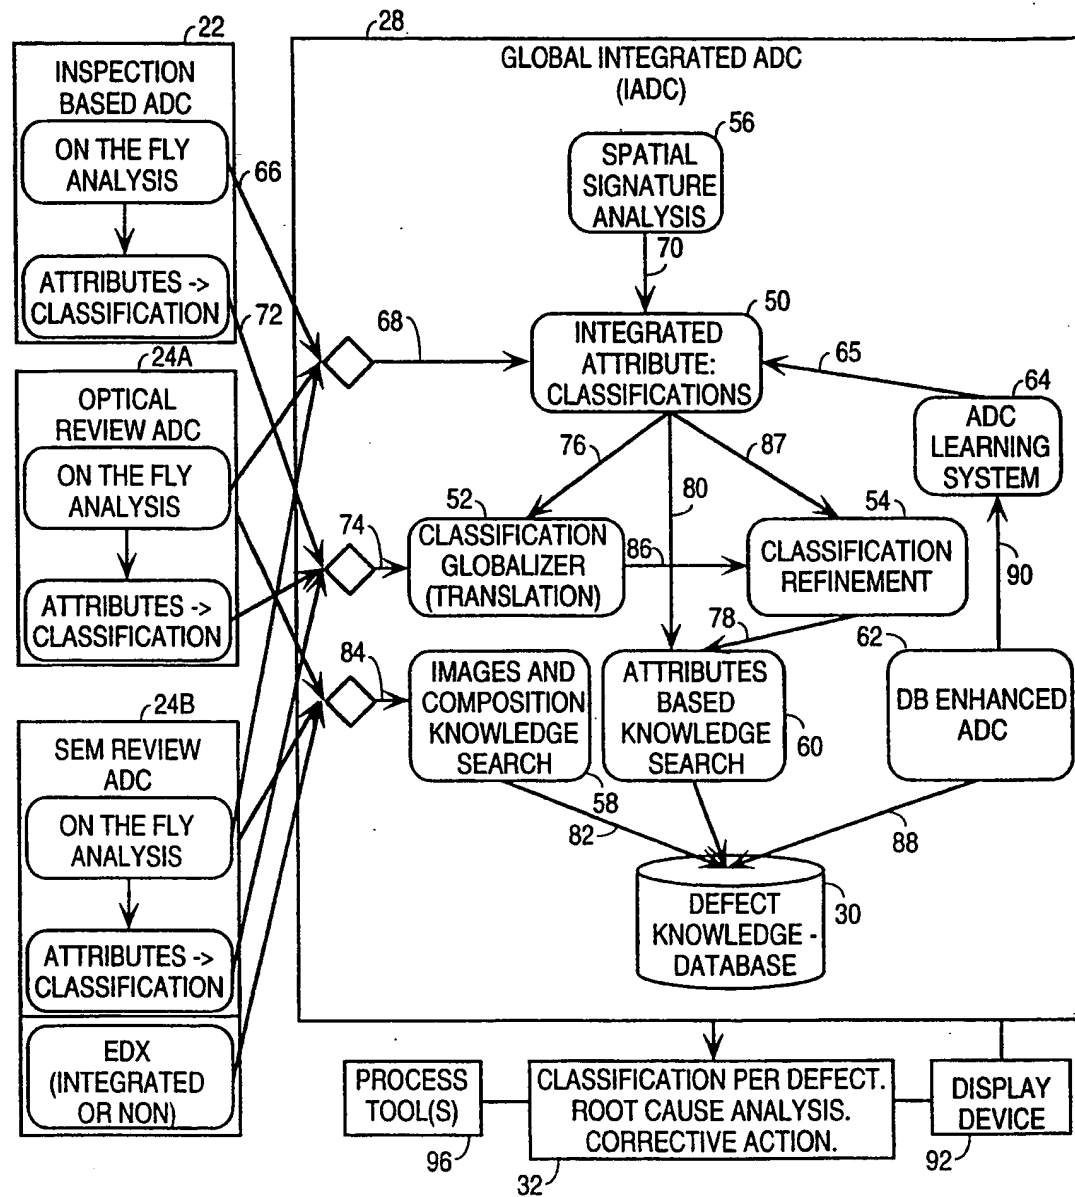 22
INSPECTION
BASED ADC
ON THE FLY
ANALYSIS
ATTRIBUTES ->
CLASSIFICATION
66
72
24A
OPTICAL
REVIEW ADC
ON THE FLY
ANALYSIS
ATTRIBUTES ->
CLASSIFICATION
24B
SEM REVIEW
ADC
ON THE FLY
ANALYSIS
ATTRIBUTES ->
CLASSIFICATION
EDX
(INTEGRATED
OR NON)
28
GLOBAL INTEGRATED ADC
(IADC)
56
SPATIAL
SIGNATURE
ANALYSIS
70
50
68
INTEGRATED
ATTRIBUTE:
CLASSIFICATIONS
65
64
ADC
LEARNING
SYSTEM
76
80
87
52
54
74
CLASSIFICATION
GLOBALIZER
(TRANSLATION)
86
CLASSIFICATION
REFINEMENT
90
78
62
84
IMAGES AND
COMPOSITION
KNOWLEDGE
SEARCH
58
ATTRIBUTES
BASED
KNOWLEDGE
SEARCH
60
DB ENHANCED
ADC
82
88
30
DEFECT
KNOWLEDGE -
DATABASE
PROCESS
TOOL(S)
96
CLASSIFICATION PER DEFECT.
ROOT CAUSE ANALYSIS.
CORRECTIVE ACTION.
32
DISPLAY
DEVICE
92